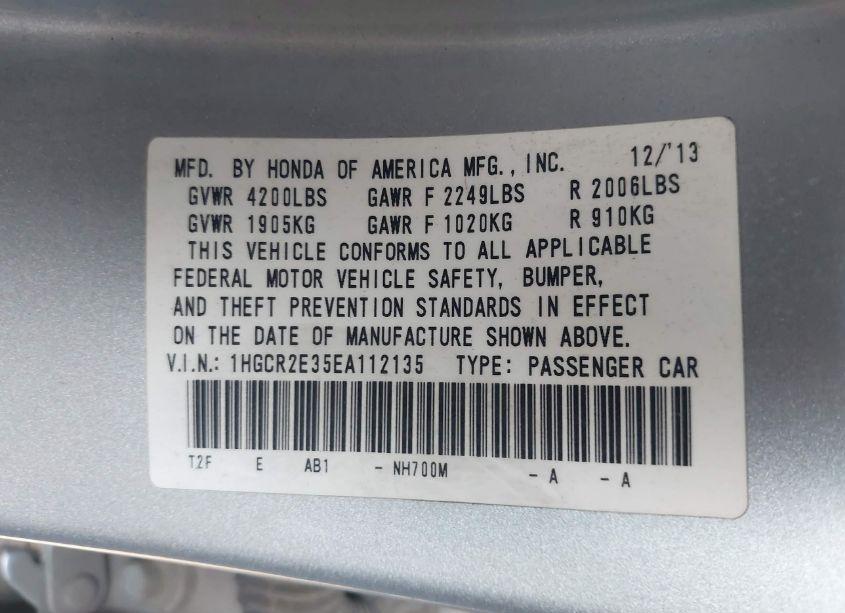 MFD. BY HONDA OF AMERICA MFG., INC. 12/'13
GVWR 4200LBS GAWR F 2249LBS R 2006LBS
GVWR 1905KG GAWR F 1020KG R 910KG
THIS VEHICLE CONFORMS TO ALL APPLICABLE
FEDERAL MOTOR VEHICLE SAFETY, BUMPER,
AND THEFT PREVENTION STANDARDS IN EFFECT
ON THE DATE OF MANUFACTURE SHOWN ABOVE.
V.I.N.: 1HGCR2E35EA112135 TYPE: PASSENGER CAR
T2F E AB1 - NH700M - A - A